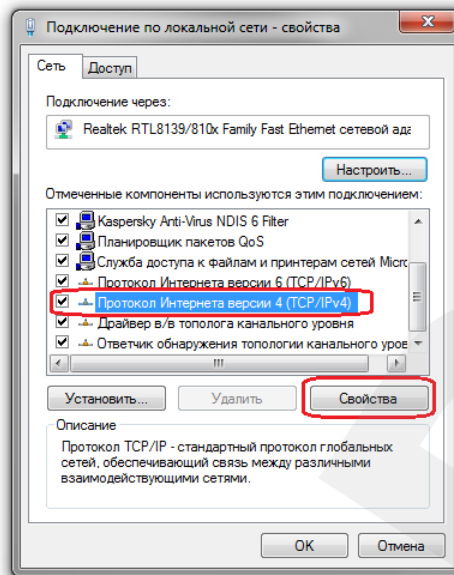 Подключение по локальной сети - свойства
Сеть Доступ
Подключение через:
Realtek RTL8139/810x Family Fast Ethernet сетевой ада
Настроить...
Отмеченные компоненты используются этим подключением:
Kaspersky Anti-Virus NDIS 6 Filter
Планировщик пакетов QoS
Служба доступа к файлам и принтерам сетей Micro
Протокол Интернета версии 6 (TCP/IPv6)
Протокол Интернета версии 4 (TCP/IPv4)
Драйвер в/в тополога канального уровня
Ответчик обнаружения топологии канального уров
Установить... Удалить Свойства
Описание
Протокол TCP/IP - стандартный протокол глобальных
сетей, обеспечивающий связь между различными
взаимодействующими сетями.
OK Отмена